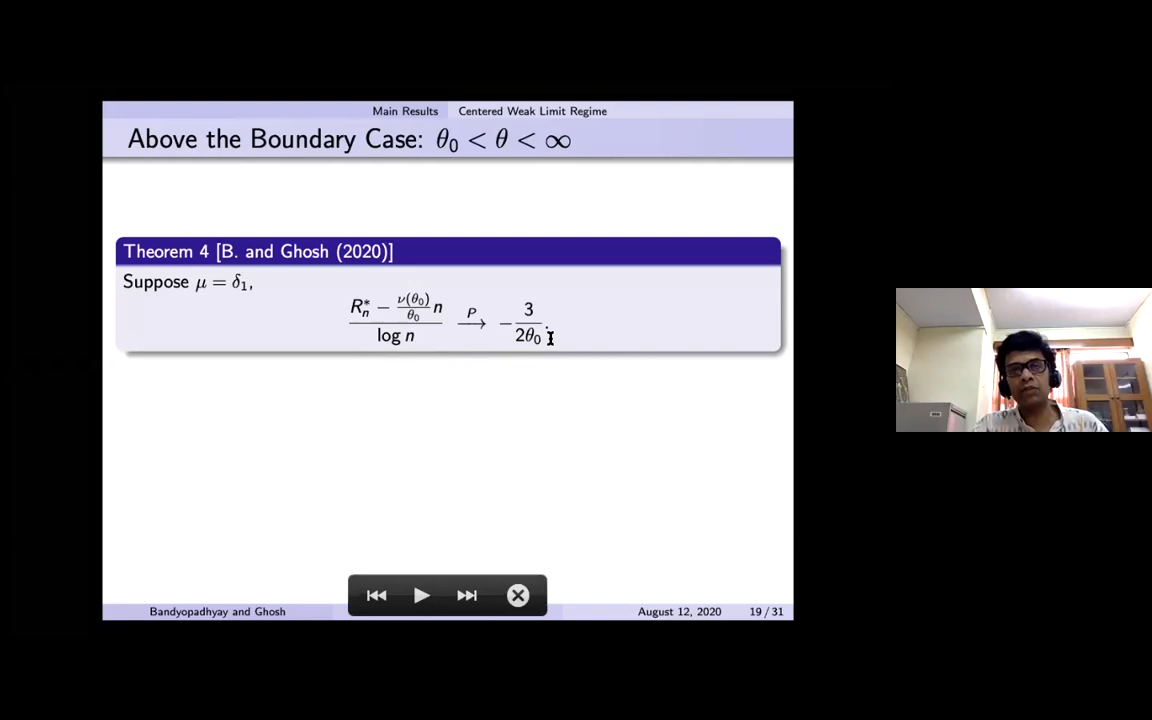 Main Results Centered Weak Limit Regime
Above the Boundary Case: θ₀ < θ < ∞
Theorem 4 [B. and Ghosh (2020)]
Suppose μ = δ₁,
(Rₙ* − (ν(θ₀)/θ₀) n) / log n —P→ −3/(2θ₀).
Bandyopadhyay and Ghosh August 12, 2020 19 / 31